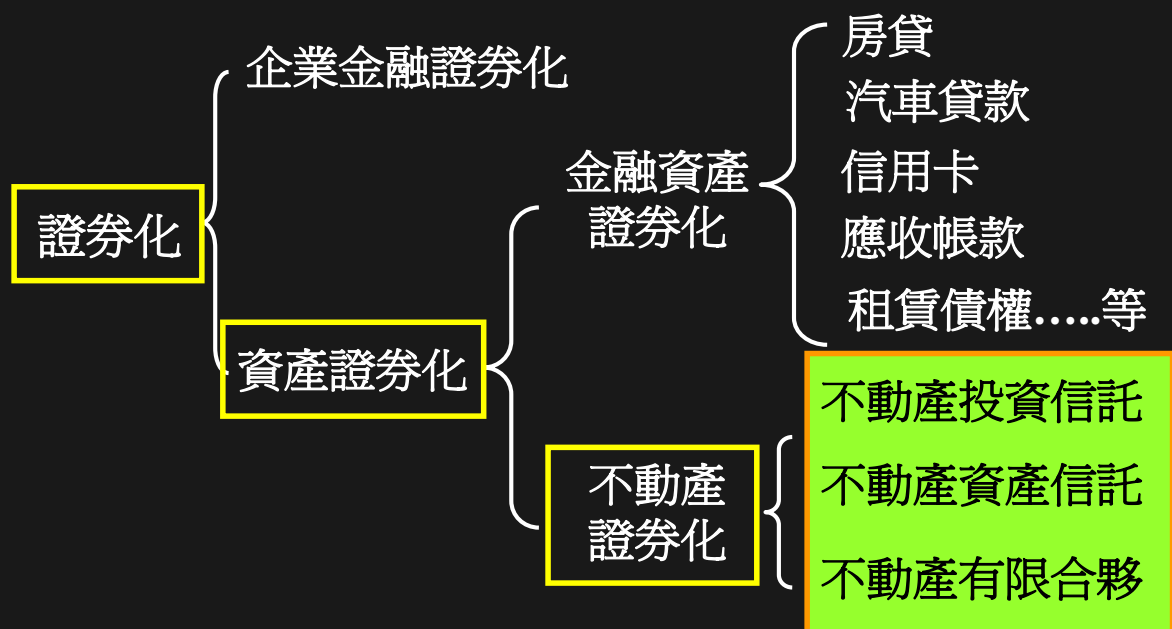 證券化
企業金融證券化
資產證券化
金融資產
證券化
房貸
汽車貸款
信用卡
應收帳款
租賃債權…..等
不動產
證券化
不動產投資信託
不動產資產信託
不動產有限合夥